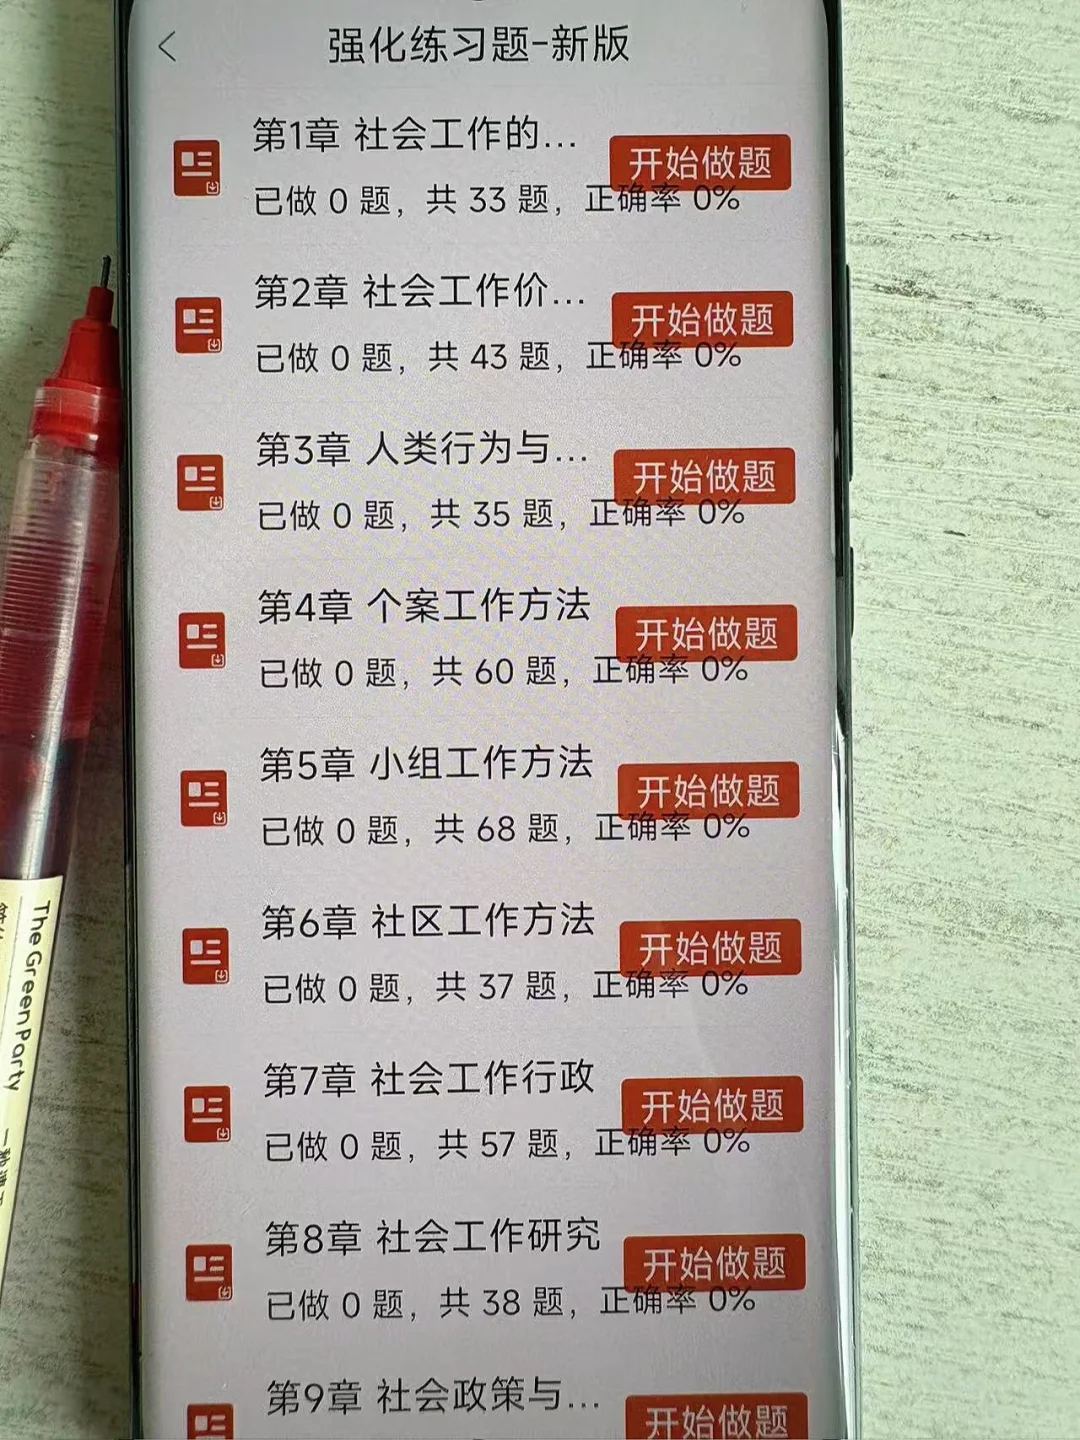 强化练习题-新版
第1章 社会工作的...
开始做题
已做 0 题，共 33 题，正确率 0%
第2章 社会工作价...
开始做题
已做 0 题，共 43 题，正确率 0%
第3章 人类行为与...
开始做题
已做 0 题，共 35 题，正确率 0%
第4章 个案工作方法
开始做题
已做 0 题，共 60 题，正确率 0%
第5章 小组工作方法
开始做题
已做 0 题，共 68 题，正确率 0%
第6章 社区工作方法
开始做题
已做 0 题，共 37 题，正确率 0%
第7章 社会工作行政
开始做题
已做 0 题，共 57 题，正确率 0%
第8章 社会工作研究
开始做题
已做 0 题，共 38 题，正确率 0%
第9章 社会政策与...
开始做题
The Green Party